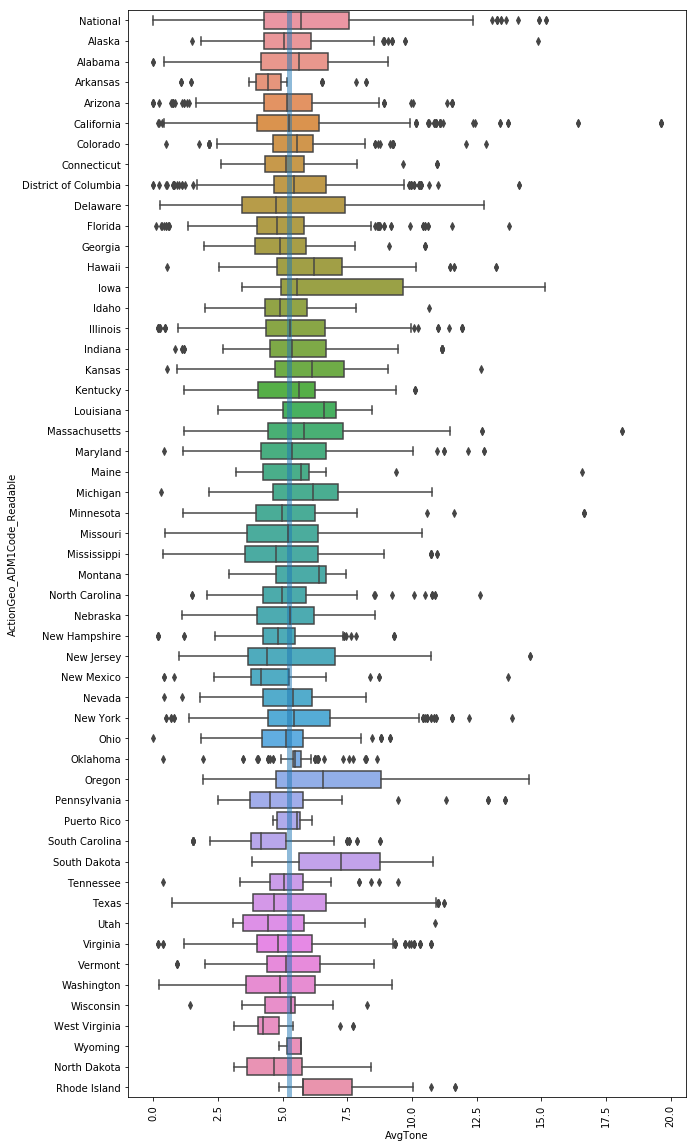 National
Alaska
Alabama
Arkansas
Arizona
California
Colorado
Connecticut
District of Columbia
Delaware
Florida
Georgia
Hawaii
Iowa
Idaho
Illinois
Indiana
Kansas
Kentucky
Louisiana
Massachusetts
Maryland
Maine
Michigan
Minnesota
Missouri
Mississippi
Montana
North Carolina
Nebraska
New Hampshire
New Jersey
New Mexico
Nevada
New York
Ohio
Oklahoma
Oregon
Pennsylvania
Puerto Rico
South Carolina
South Dakota
Tennessee
Texas
Utah
Virginia
Vermont
Washington
Wisconsin
West Virginia
Wyoming
North Dakota
Rhode Island
ActionGeo_ADM1Code_Readable
0.0
2.5
5.0
7.5
10.0
12.5
15.0
17.5
20.0
AvgTone